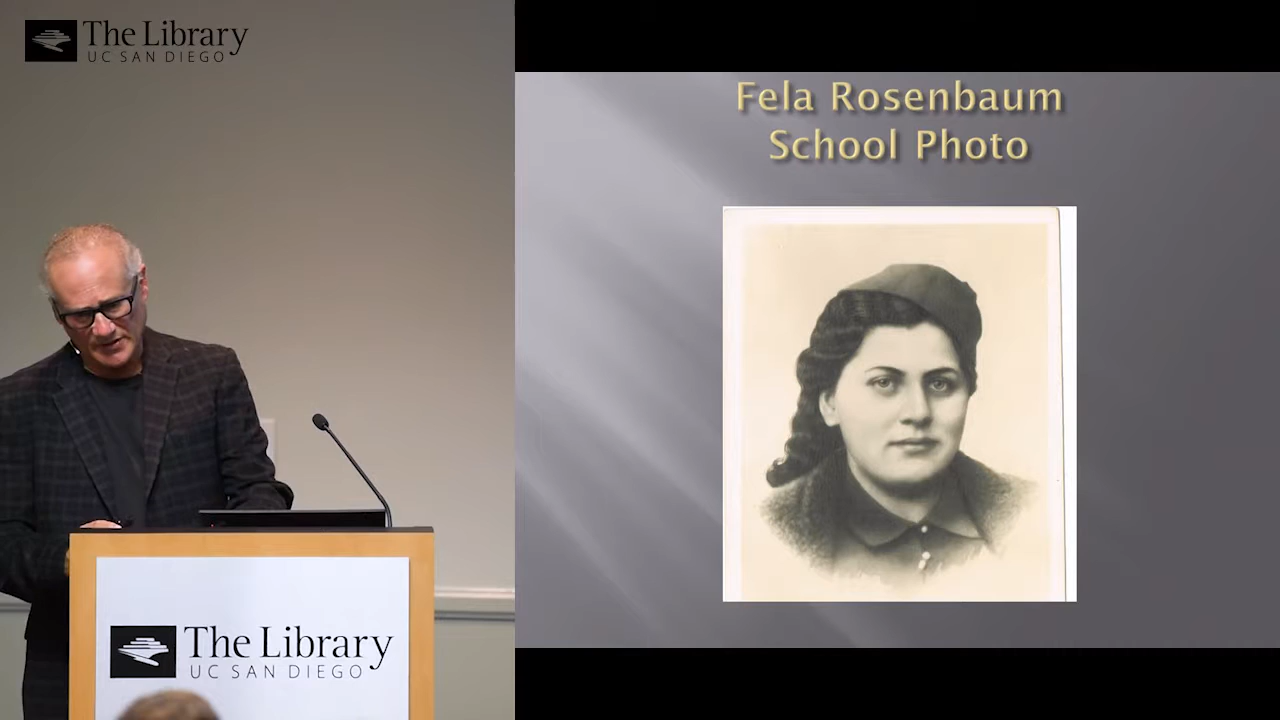 The Library
UC SAN DIEGO
Fela Rosenbaum
School Photo
The Library
UC SAN DIEGO